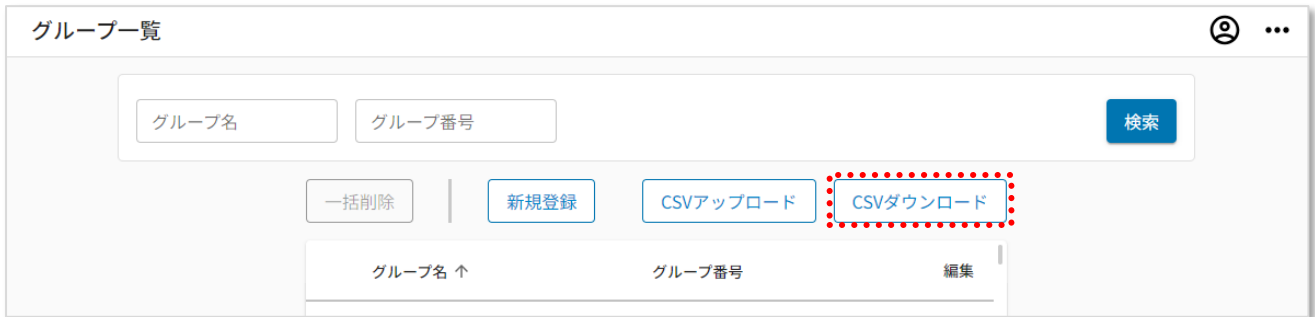 グループ一覧
グループ名 グループ番号 検索
一括削除 新規登録 CSVアップロード CSVダウンロード
グループ名 ↑ グループ番号 編集